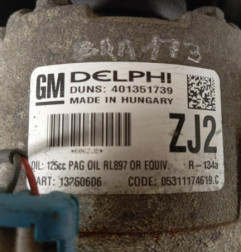 GM DELPHI
DUNS: 401351739
MADE IN HUNGARY
ZJ2
OIL: 125cc PAG OIL RL897 OR EQUIV. R-134a
PART: 13260606 CODE: 05311174619.C